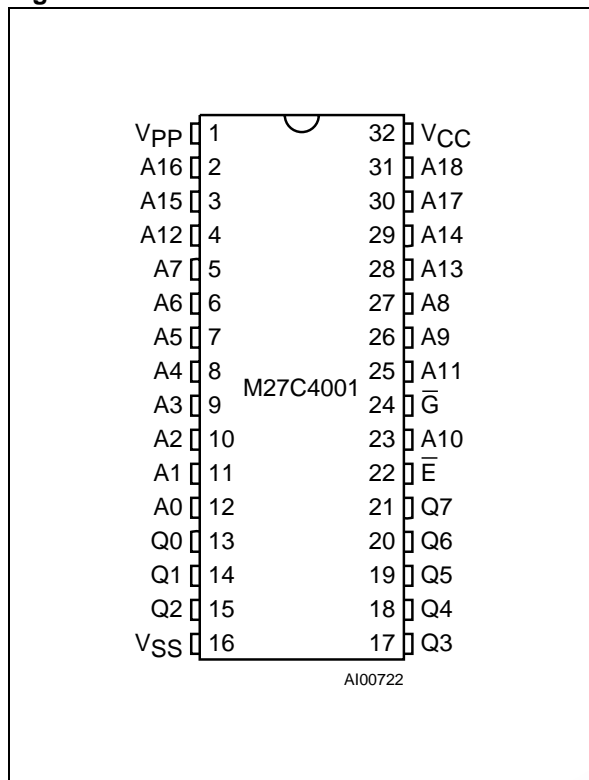 VPP 1 32 VCC
A16 2 31 A18
A15 3 30 A17
A12 4 29 A14
A7 5 28 A13
A6 6 27 A8
A5 7 26 A9
A4 8 25 A11
M27C4001
A3 9 24 G̅
A2 10 23 A10
A1 11 22 E̅
A0 12 21 Q7
Q0 13 20 Q6
Q1 14 19 Q5
Q2 15 18 Q4
VSS 16 17 Q3
AI00722